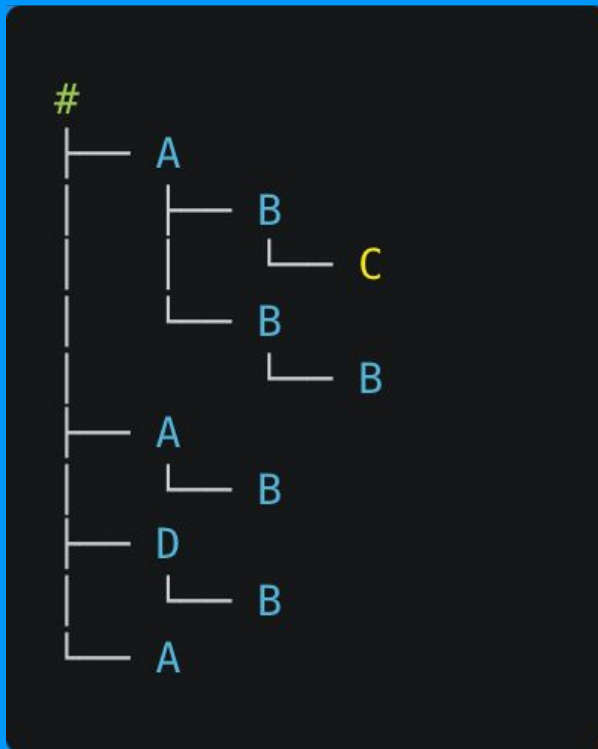 #
├── A
│   ├── B
│   │   └── C
│   └── B
│       └── B
├── A
│   └── B
├── D
│   └── B
└── A